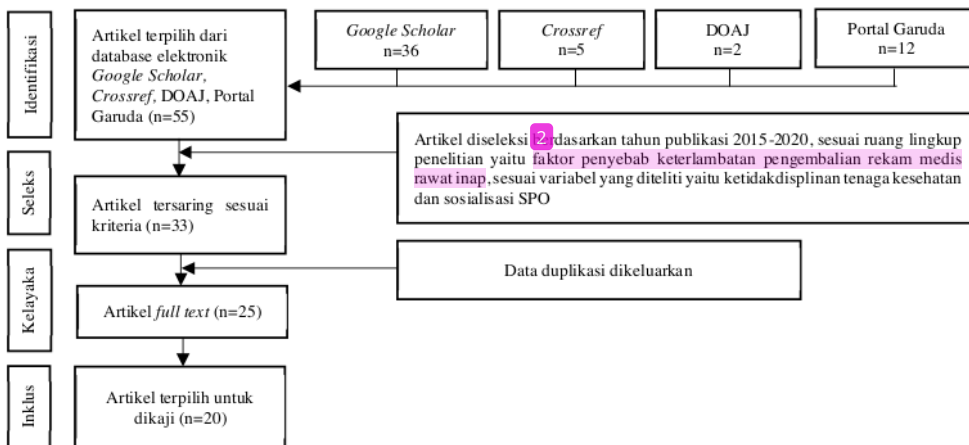 Identifikasi
Artikel terpilih dari
database elektronik
Google Scholar,
Crossref, DOAJ, Portal
Garuda (n=55)
Google Scholar
n=36
Crossref
n=5
DOAJ
n=2
Portal Garuda
n=12
Artikel diseleksi 2 berdasarkan tahun publikasi 2015-2020, sesuai ruang lingkup
penelitian yaitu faktor penyebab keterlambatan pengembalian rekam medis
rawat inap, sesuai variabel yang diteliti yaitu ketidakdisplinan tenaga kesehatan
dan sosialisasi SPO
Seleks
Artikel tersaring sesuai
kriteria (n=33)
Data duplikasi dikeluarkan
Kelayaka
Artikel full text (n=25)
Inklus
Artikel terpilih untuk
dikaji (n=20)